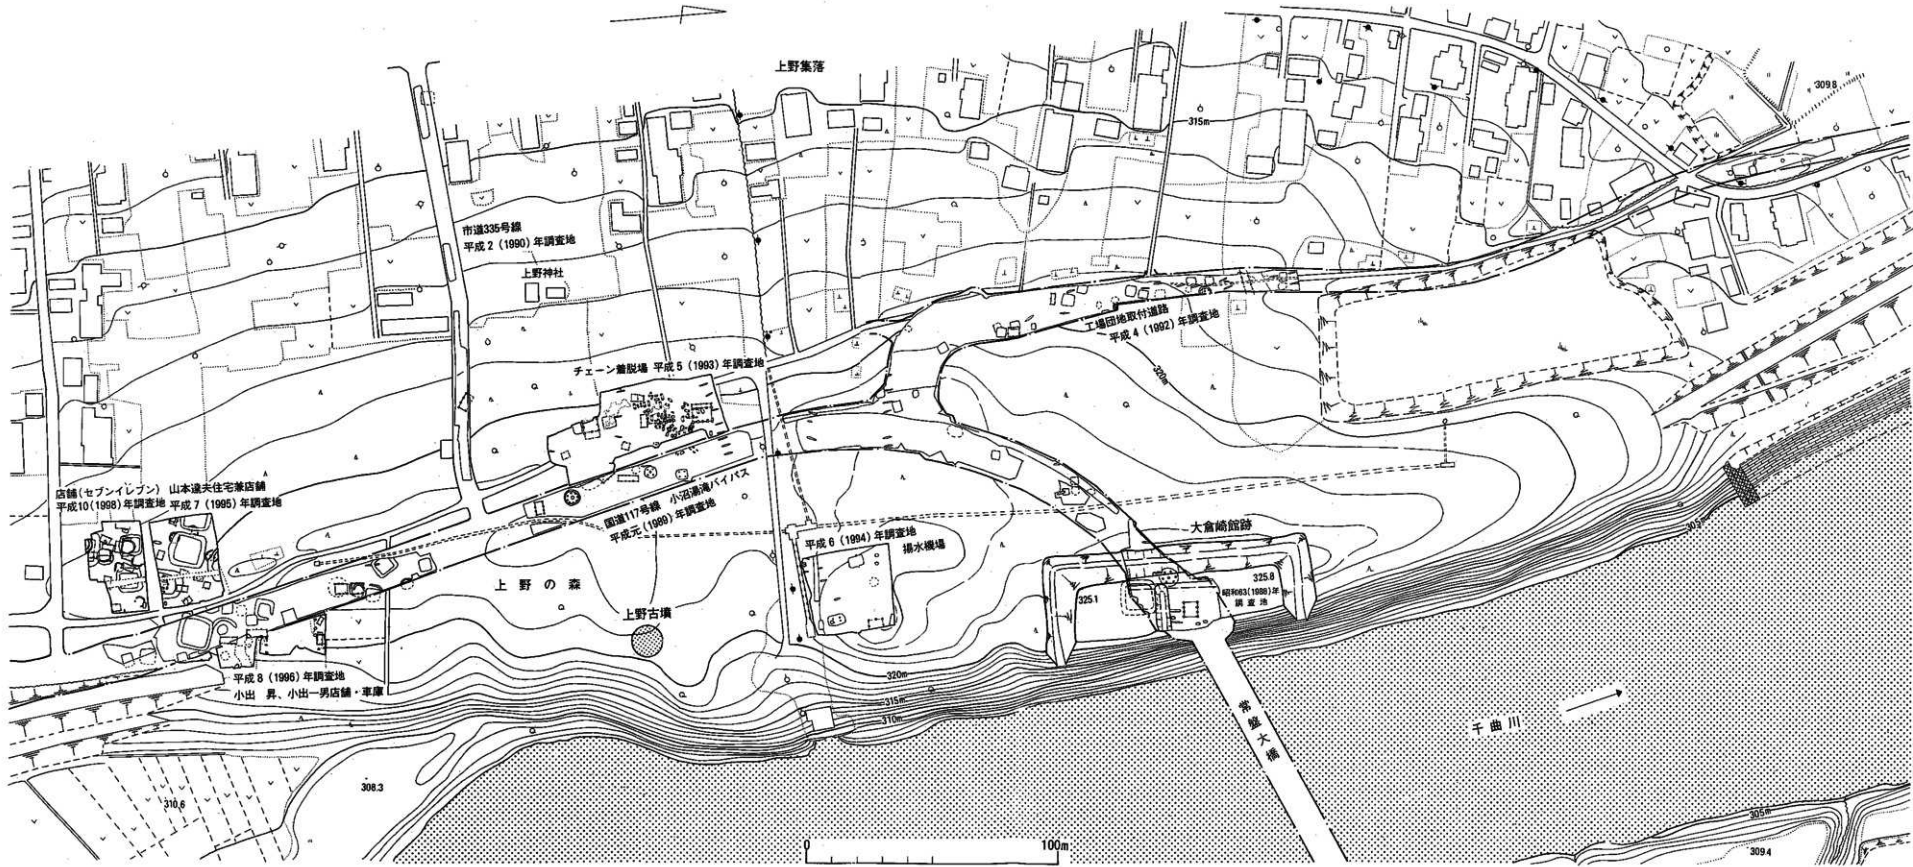 上野集落
309.8
315m
市道335号線
平成2(1990)年調査地
上野神社
工場団地取付道路
平成4(1992)年調査地
320m
チェーン着脱場 平成5(1993)年調査地
店舗(セブンイレブン)
平成10(1998)年調査地
山本達夫住宅兼店舗
平成7(1995)年調査地
国道117号線 小沼湯滝バイパス
平成元(1989)年調査地
平成6(1994)年調査地
揚水機場
大倉崎館跡
305m
325.8
325.1
昭和63(1988)年
調査地
上野の森
上野古墳
平成8(1996)年調査地
小出 昇、小出一男店舗・車庫
320m
315m
310m
常盤大橋
千曲川
308.3
310.6
0
100m
305m
309.4